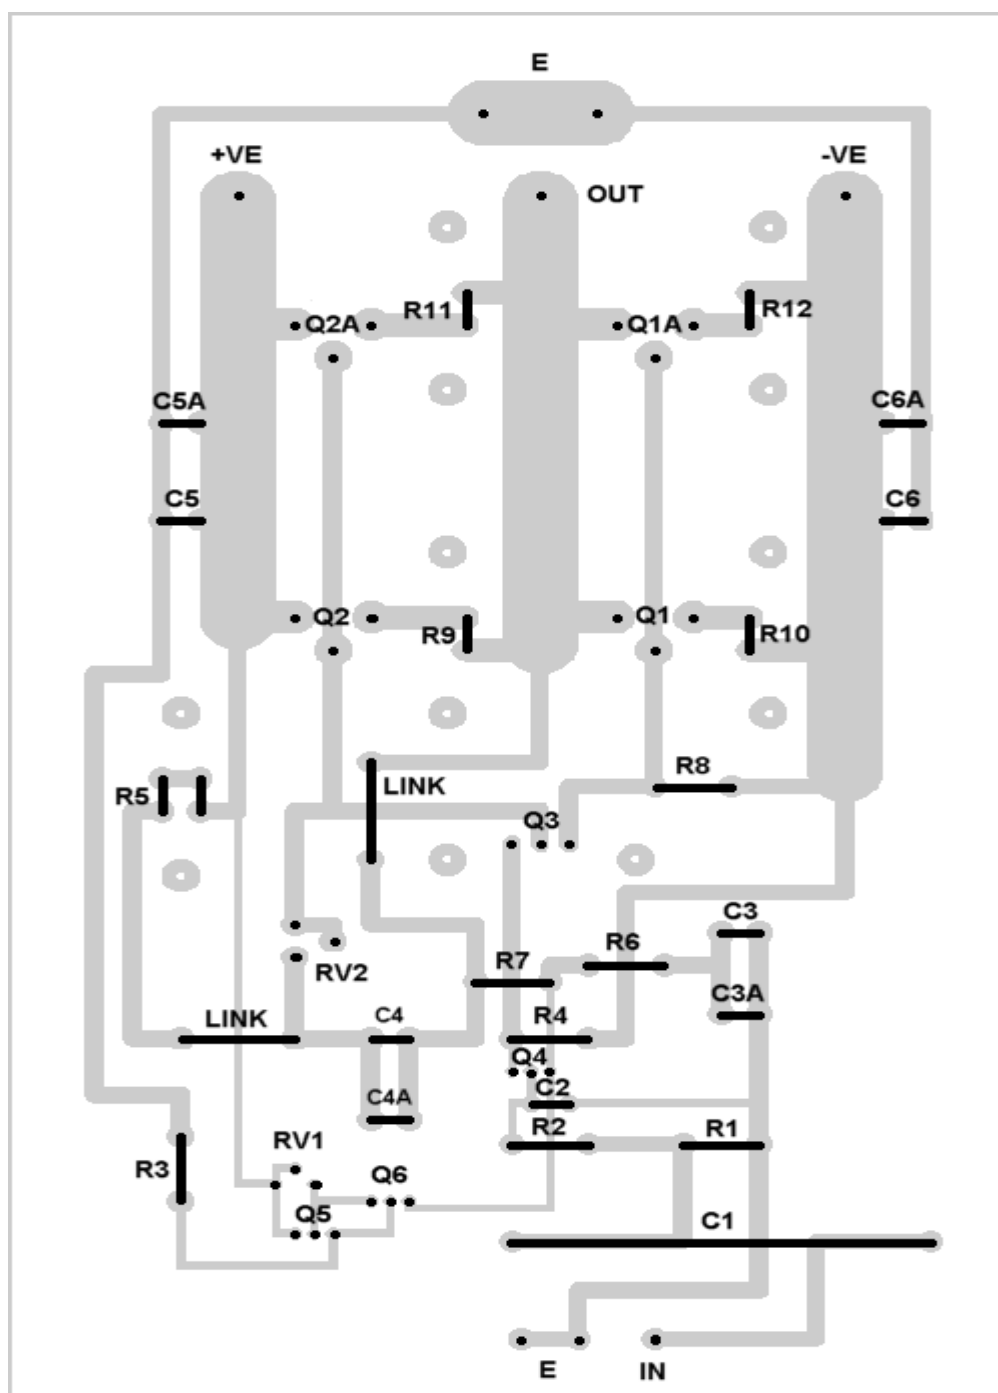 E
+VE
-VE
OUT
R11
R12
Q2A
Q1A
C5A
C6A
C5
C6
Q2
Q1
R9
R10
R8
LINK
R5
Q3
C3
R6
R7
RV2
C3A
LINK
C4
R4
Q4
C2
C4A
R2
R1
RV1
R3
Q6
Q5
C1
E
IN